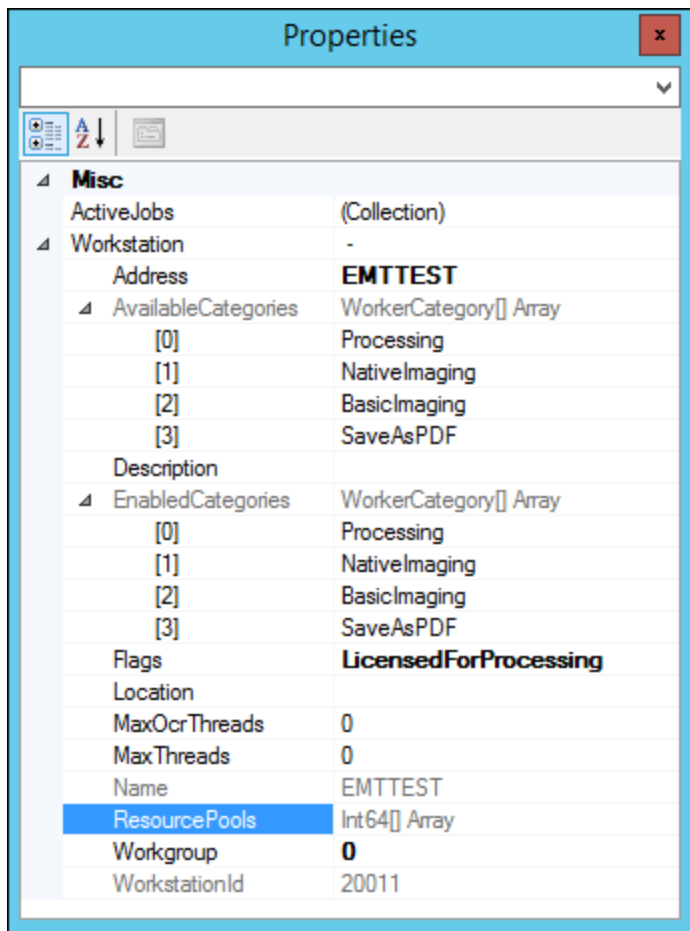 Properties
x
A
Z
Misc
ActiveJobs (Collection)
Workstation -
Address EMTTEST
AvailableCategories WorkerCategory[] Array
[0] Processing
[1] NativeImaging
[2] BasicImaging
[3] SaveAsPDF
Description
EnabledCategories WorkerCategory[] Array
[0] Processing
[1] NativeImaging
[2] BasicImaging
[3] SaveAsPDF
Flags LicensedForProcessing
Location
MaxOcrThreads 0
MaxThreads 0
Name EMTTEST
ResourcePools Int64[] Array
Workgroup 0
WorkstationId 20011